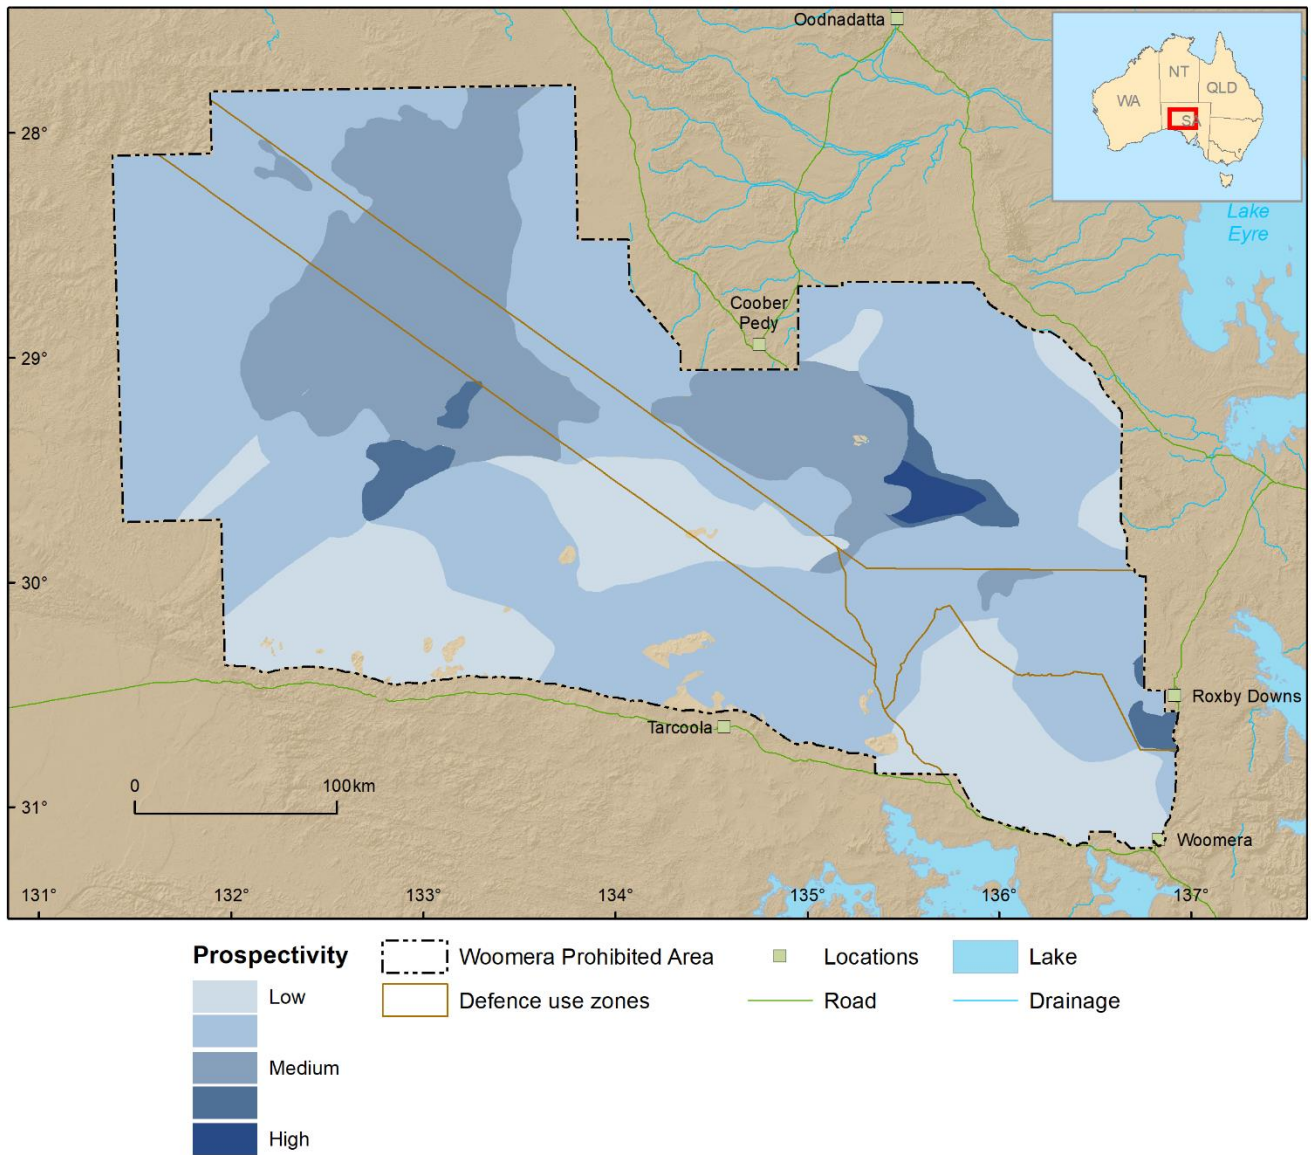 Oodnadatta
NT
WA
QLD
SA
Lake
Eyre
28°
Coober
Pedy
29°
30°
Roxby Downs
Tarcoola
0 100km
31°
Woomera
131° 132° 133° 134° 135° 136° 137°
Prospectivity
Low
Medium
High
Woomera Prohibited Area
Defence use zones
Locations
Road
Lake
Drainage